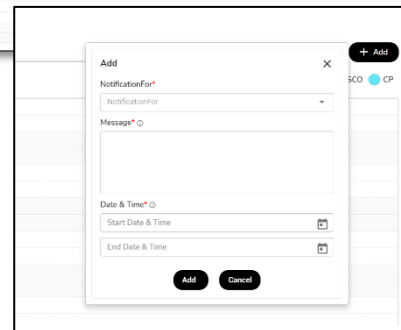 + Add
SCO CP
Add
NotificationFor*
NotificationFor
Message*
Date & Time*
Start Date & Time
End Date & Time
Add Cancel